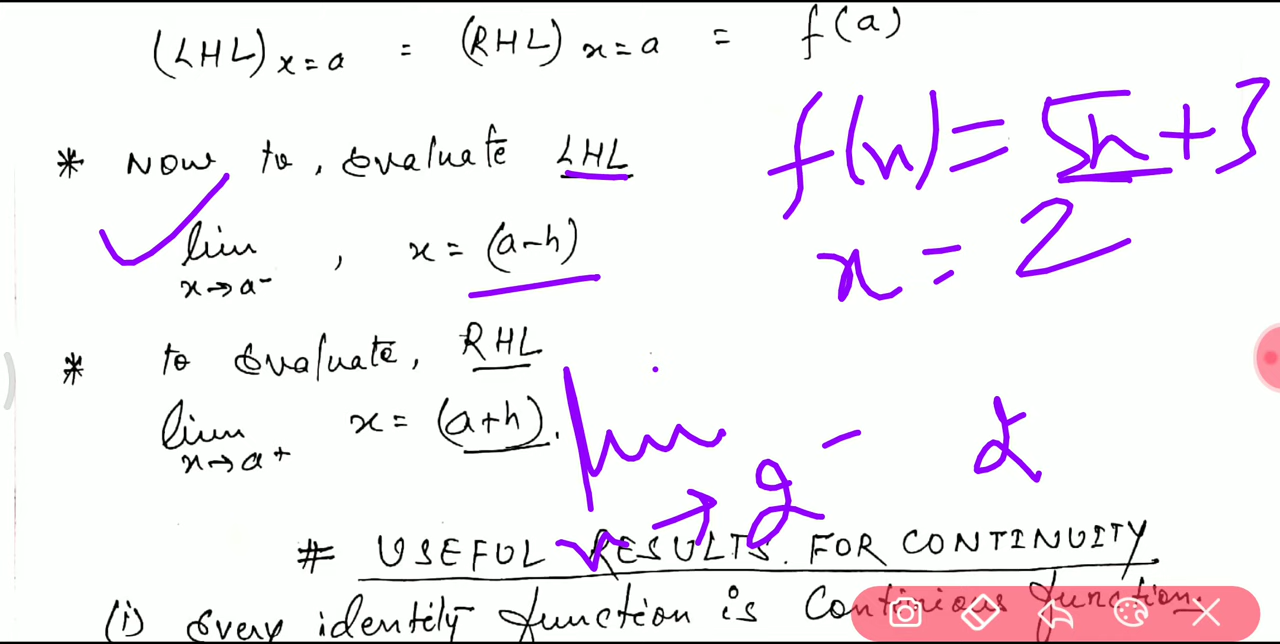 (LHL) x=a = (RHL) x=a = f(a)
f(x) = 5x + 3
* NOW to, evaluate LHL
lim x→a⁻ , x = (a-h)
x = 2
* to evaluate, RHL
lim x→a+ x = (a+h).
lim x→2⁻
# USEFUL RESULTS. FOR CONTINUITY
(i) Every identity function is Continious function.